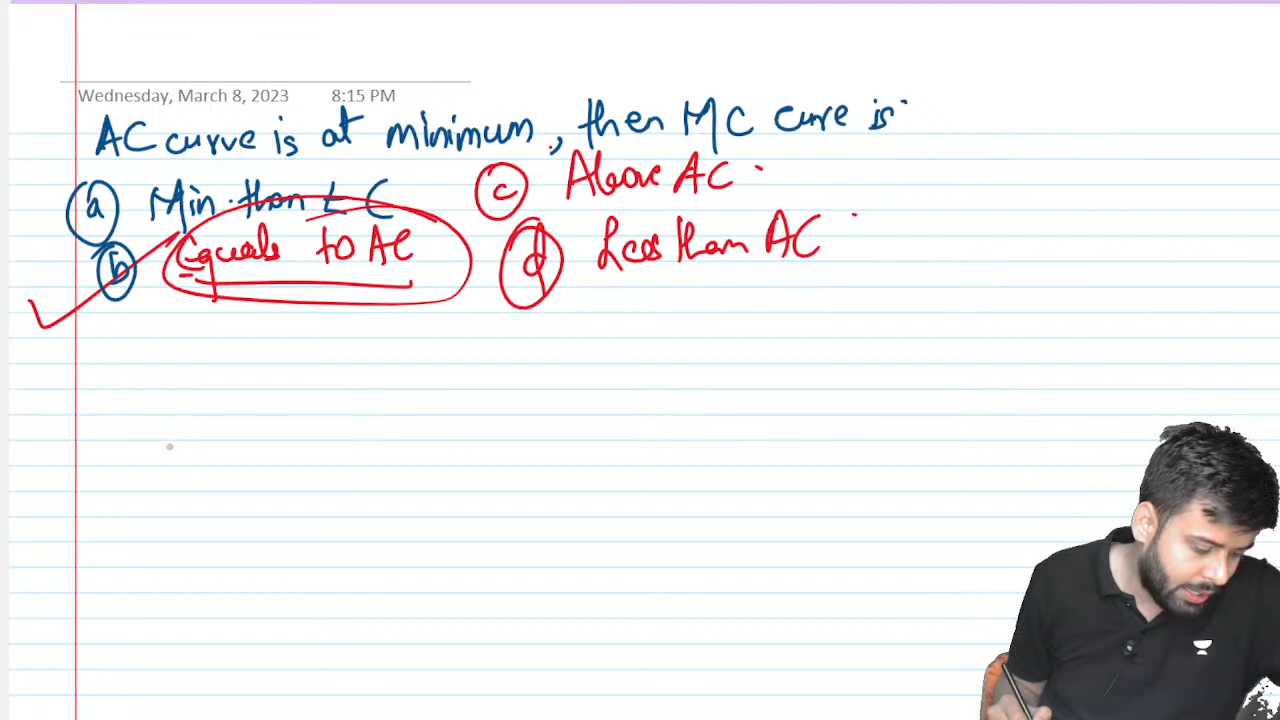 Wednesday, March 8, 2023 8:15 PM
AC curve is at minimum, then MC curve is
a Min. than
b Equals to AC
c Above AC
d Less than AC